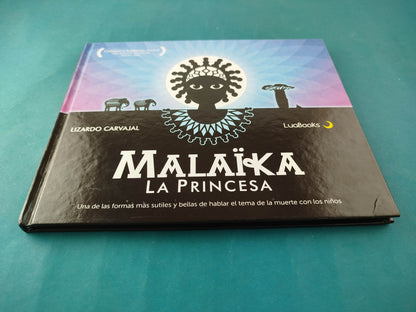 LIZARDO CARVAJAL
LuaBooks
MALAÏKA
LA PRINCESA
Una de las formas más sutiles y bellas de hablar el tema de la muerte con los niños